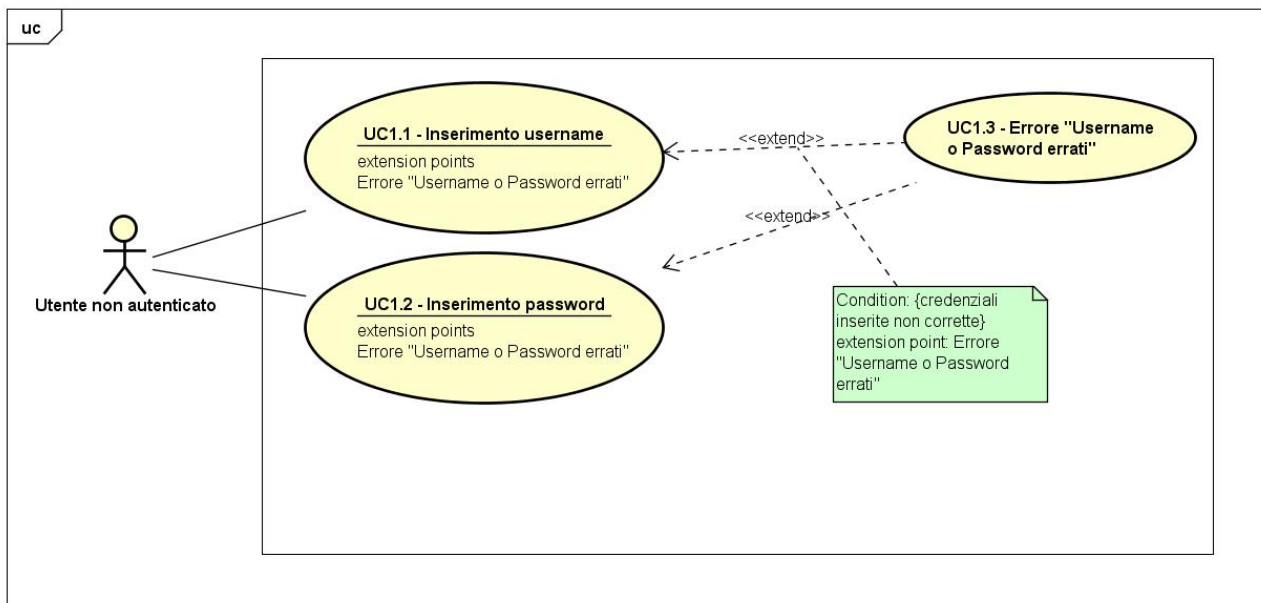 uc
UC1.1 - Inserimento username
extension points
Errore "Username o Password errati"
<<extend>>
UC1.3 - Errore "Username
o Password errati"
<<extend>>
Utente non autenticato
UC1.2 - Inserimento password
extension points
Errore "Username o Password errati"
Condition: {credenziali
inserite non corrette}
extension point: Errore
"Username o Password
errati"